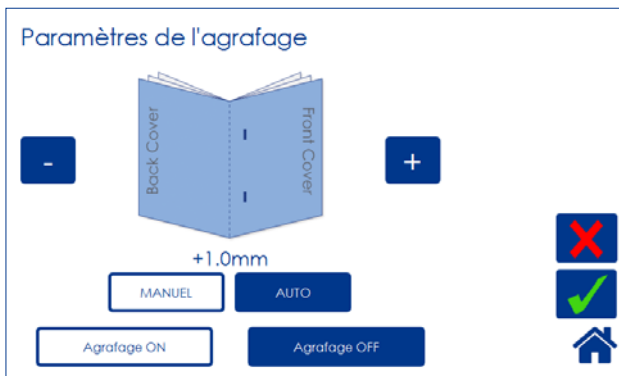 Paramètres de l'agrafage
Back Cover
Front Cover
-
+
+1.0mm
MANUEL
AUTO
Agrafage ON
Agrafage OFF